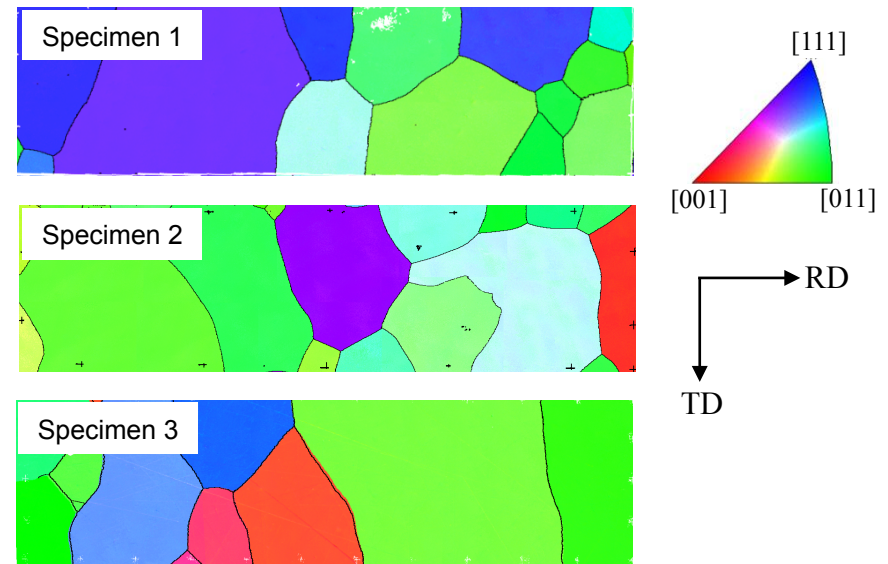 Specimen 1
[111]
[001]
[011]
Specimen 2
RD
TD
Specimen 3